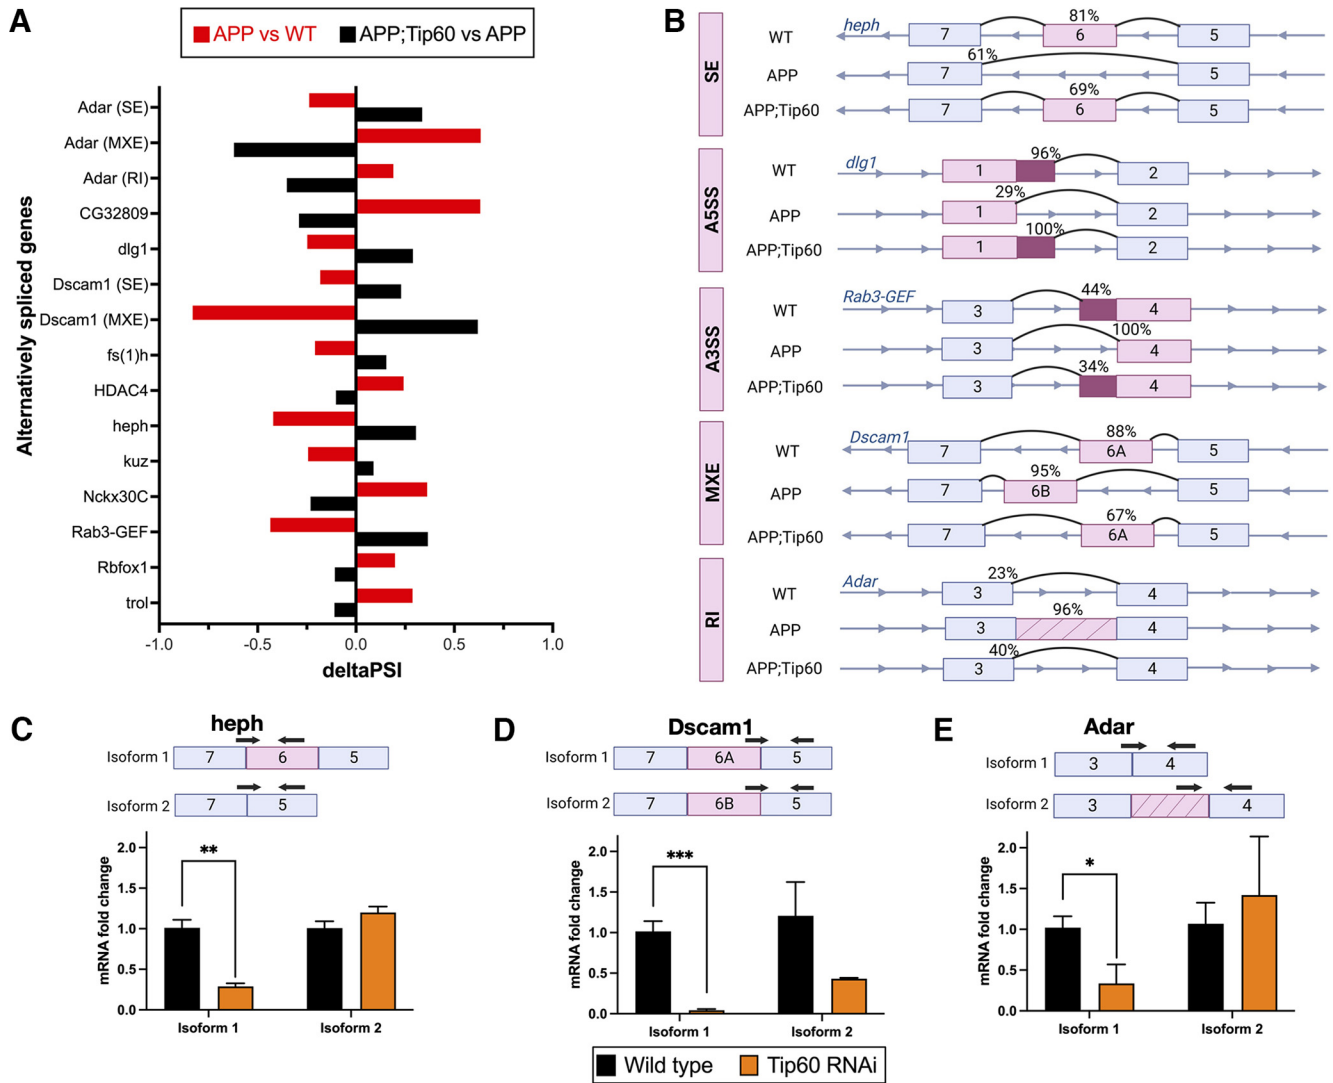 A
APP vs WT
APP;Tip60 vs APP
Alternatively spliced genes
Adar (SE)
Adar (MXE)
Adar (RI)
CG32809
dlg1
Dscam1 (SE)
Dscam1 (MXE)
fs(1)h
HDAC4
heph
kuz
Nckx30C
Rab3-GEF
Rbfox1
trol
-1.0 -0.5 0.0 0.5 1.0
deltaPSI
B
SE
heph
WT 7 81% 6 5
APP 7 61% 5
APP;Tip60 7 69% 6 5
A5SS
dlg1
WT 1 96% 2
APP 1 29% 2
APP;Tip60 1 100% 2
A3SS
Rab3-GEF
WT 3 44% 4
APP 3 100% 4
APP;Tip60 3 34% 4
MXE
Dscam1
WT 7 88% 6A 5
APP 7 95% 6B 5
APP;Tip60 7 67% 6A 5
RI
Adar
WT 3 23% 4
APP 3 96% 4
APP;Tip60 3 40% 4
C
heph
Isoform 1 7 6 5
Isoform 2 7 5
mRNA fold change
2.0
1.5
1.0
0.5
0.0
**
Isoform 1 Isoform 2
D
Dscam1
Isoform 1 7 6A 5
Isoform 2 7 6B 5
mRNA fold change
2.0
1.5
1.0
0.5
0.0
***
Isoform 1 Isoform 2
E
Adar
Isoform 1 3 4
Isoform 2 3 4
mRNA fold change
2.0
1.5
1.0
0.5
0.0
*
Isoform 1 Isoform 2
Wild type Tip60 RNAi